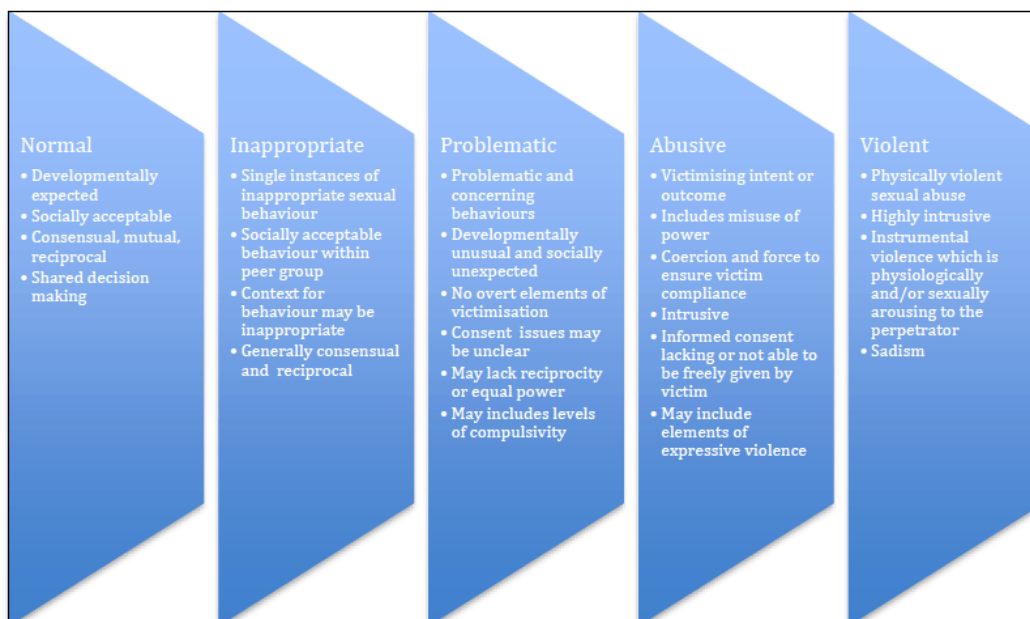 Normal
• Developmentally
expected
• Socially acceptable
• Consensual, mutual,
reciprocal
• Shared decision
making
Inappropriate
• Single instances of
inappropriate sexual
behaviour
• Socially acceptable
behaviour within
peer group
• Context for
behaviour may be
inappropriate
• Generally consensual
and reciprocal
Problematic
• Problematic and
concerning
behaviours
• Developmentally
unusual and socially
unexpected
• No overt elements of
victimisation
• Consent issues may
be unclear
• May lack reciprocity
or equal power
• May includes levels
of compulsivity
Abusive
• Victimising intent or
outcome
• Includes misuse of
power
• Coercion and force to
ensure victim
compliance
• Intrusive
• Informed consent
lacking or not able to
be freely given by
victim
• May include
elements of
expressive violence
Violent
• Physically violent
sexual abuse
• Highly intrusive
• Instrumental
violence which is
physiologically
and/or sexually
arousing to the
perpetrator
• Sadism